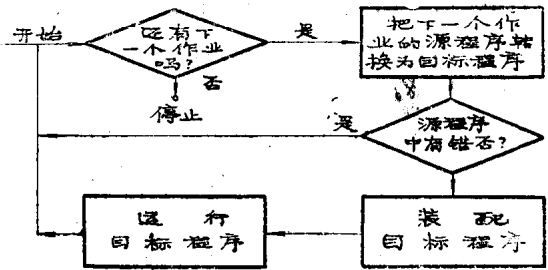 开始
还有下
一个作业
吗?
是
否
停止
把下一个作
业的源程序转
换为目标程序
是
源程序
中有错否?
运行
目标程序
装配
目标程序